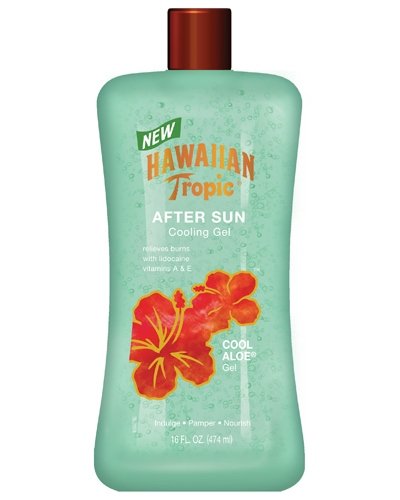 NEW
HAWAIIAN
Tropic
AFTER SUN
Cooling Gel
relieves burns
with lidocaine
vitamins A & E
™
COOL
ALOE®
Gel
Indulge • Pamper • Nourish
16 FL. OZ. (474 ml)